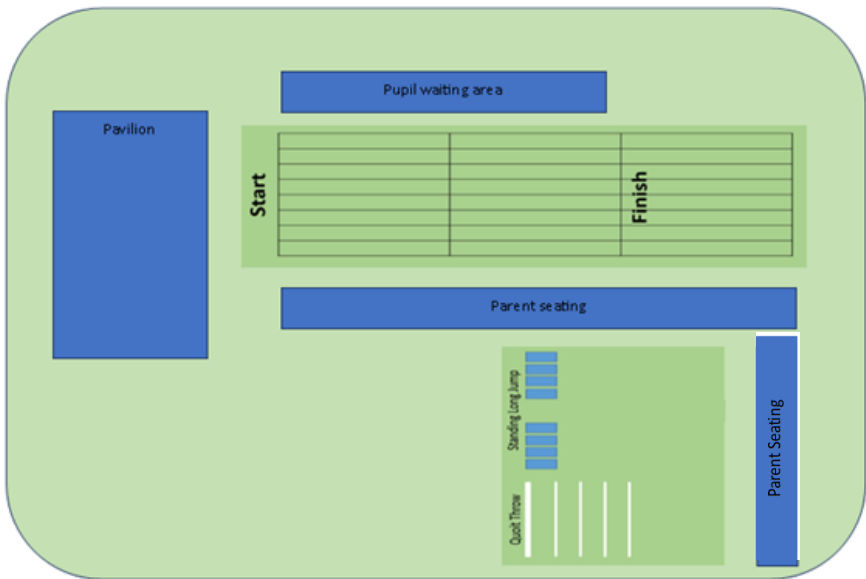 Pupil waiting area
Pavilion
Start
Finish
Parent seating
Standing Long Jump
Parent Seating
Quoit Throw